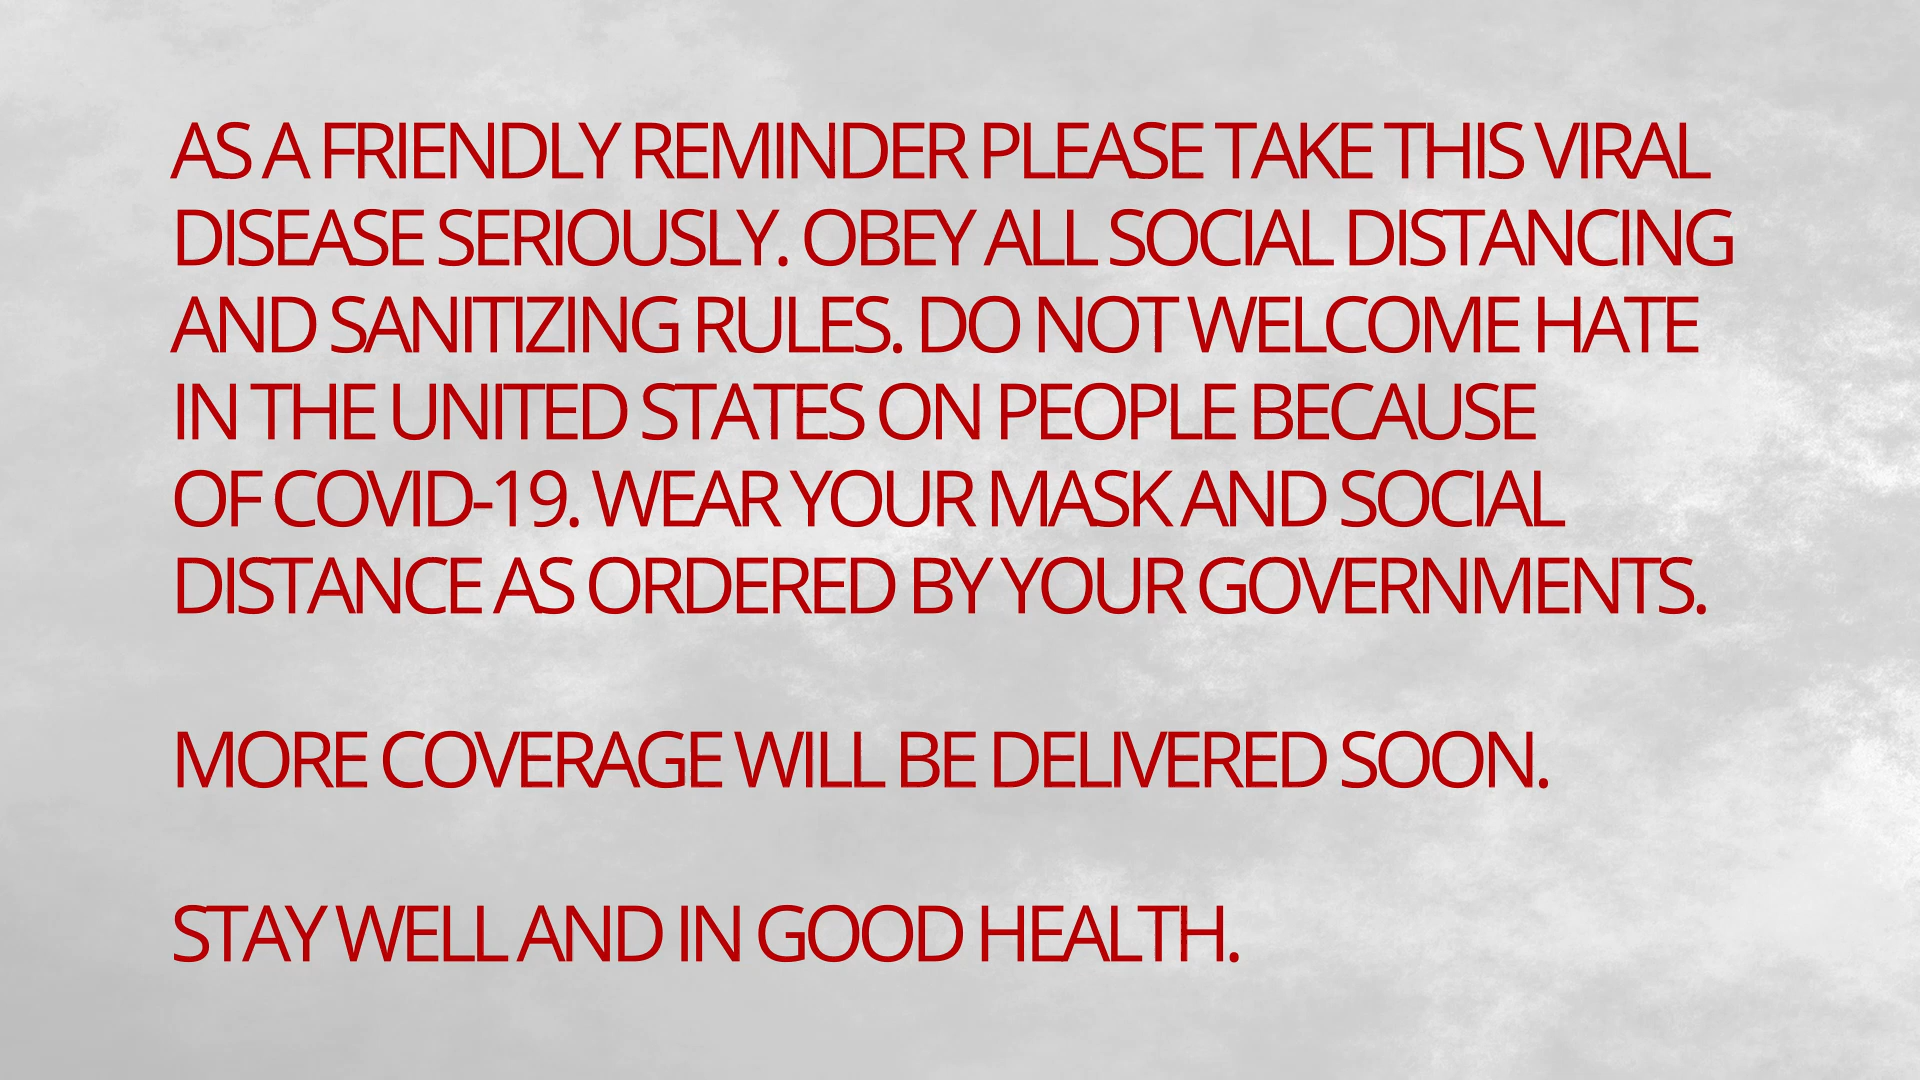 AS A FRIENDLY REMINDER PLEASE TAKE THIS VIRAL
DISEASE SERIOUSLY. OBEY ALL SOCIAL DISTANCING
AND SANITIZING RULES. DO NOT WELCOME HATE
IN THE UNITED STATES ON PEOPLE BECAUSE
OF COVID-19. WEAR YOUR MASK AND SOCIAL
DISTANCE AS ORDERED BY YOUR GOVERNMENTS.
MORE COVERAGE WILL BE DELIVERED SOON.
STAY WELL AND IN GOOD HEALTH.